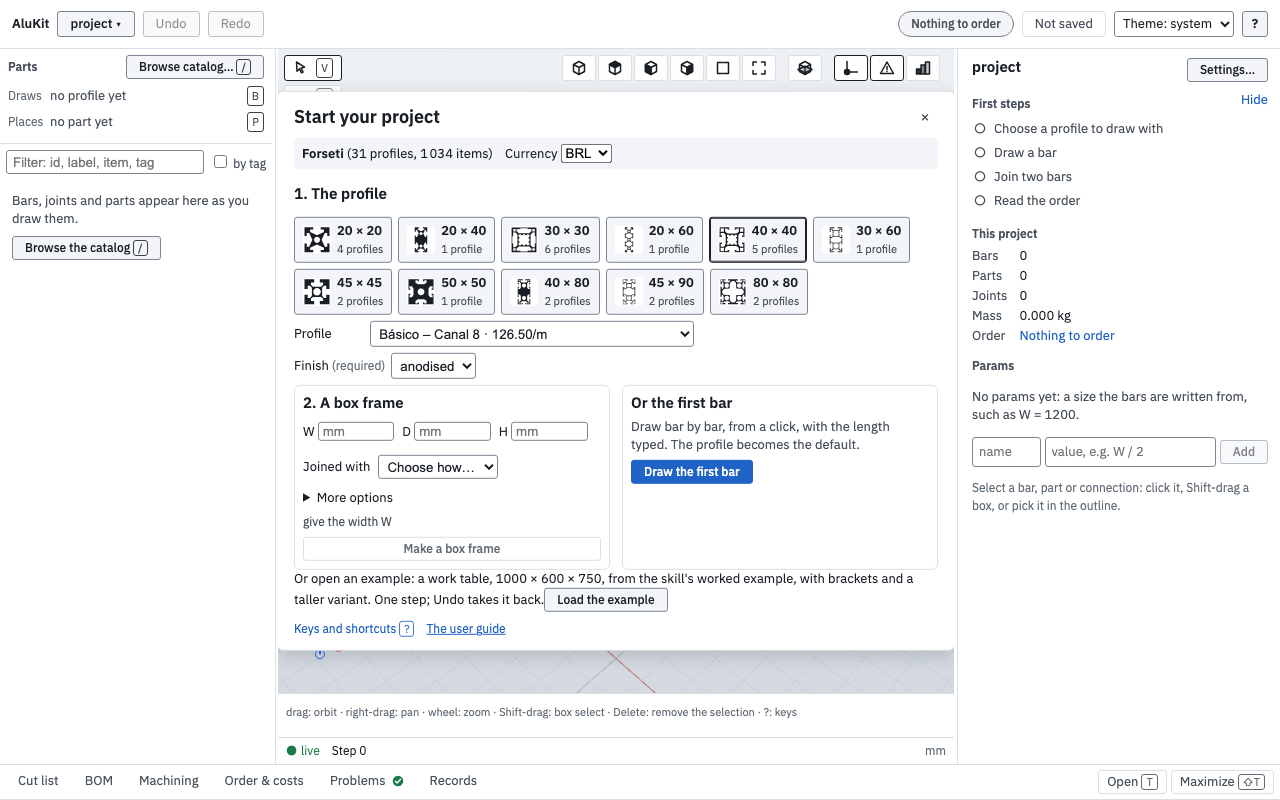 AluKit project ▾ Undo Redo Nothing to order Not saved Theme: system ?
Parts Browse catalog... /
Draws no profile yet B
Places no part yet P
Filter: id, label, item, tag by tag
Bars, joints and parts appear here as you
draw them.
Browse the catalog /
V
Start your project ×
Forseti (31 profiles, 1 034 items) Currency BRL
1. The profile
20 × 20
4 profiles
20 × 40
1 profile
30 × 30
6 profiles
20 × 60
1 profile
40 × 40
5 profiles
30 × 60
1 profile
45 × 45
2 profiles
50 × 50
1 profile
40 × 80
2 profiles
45 × 90
2 profiles
80 × 80
2 profiles
Profile Básico – Canal 8 · 126.50/m
Finish (required) anodised
2. A box frame
W mm D mm H mm
Joined with Choose how...
▶ More options
give the width W
Make a box frame
Or the first bar
Draw bar by bar, from a click, with the length
typed. The profile becomes the default.
Draw the first bar
Or open an example: a work table, 1000 × 600 × 750, from the skill's worked example, with brackets and a
taller variant. One step; Undo takes it back. Load the example
Keys and shortcuts ? The user guide
drag: orbit · right-drag: pan · wheel: zoom · Shift-drag: box select · Delete: remove the selection · ?: keys
live Step 0 mm
project Settings...
First steps Hide
Choose a profile to draw with
Draw a bar
Join two bars
Read the order
This project
Bars 0
Parts 0
Joints 0
Mass 0.000 kg
Order Nothing to order
Params
No params yet: a size the bars are written from,
such as W = 1200.
name value, e.g. W / 2 Add
Select a bar, part or connection: click it, Shift-drag a
box, or pick it in the outline.
Cut list BOM Machining Order & costs Problems Records Open T Maximize ⇧T